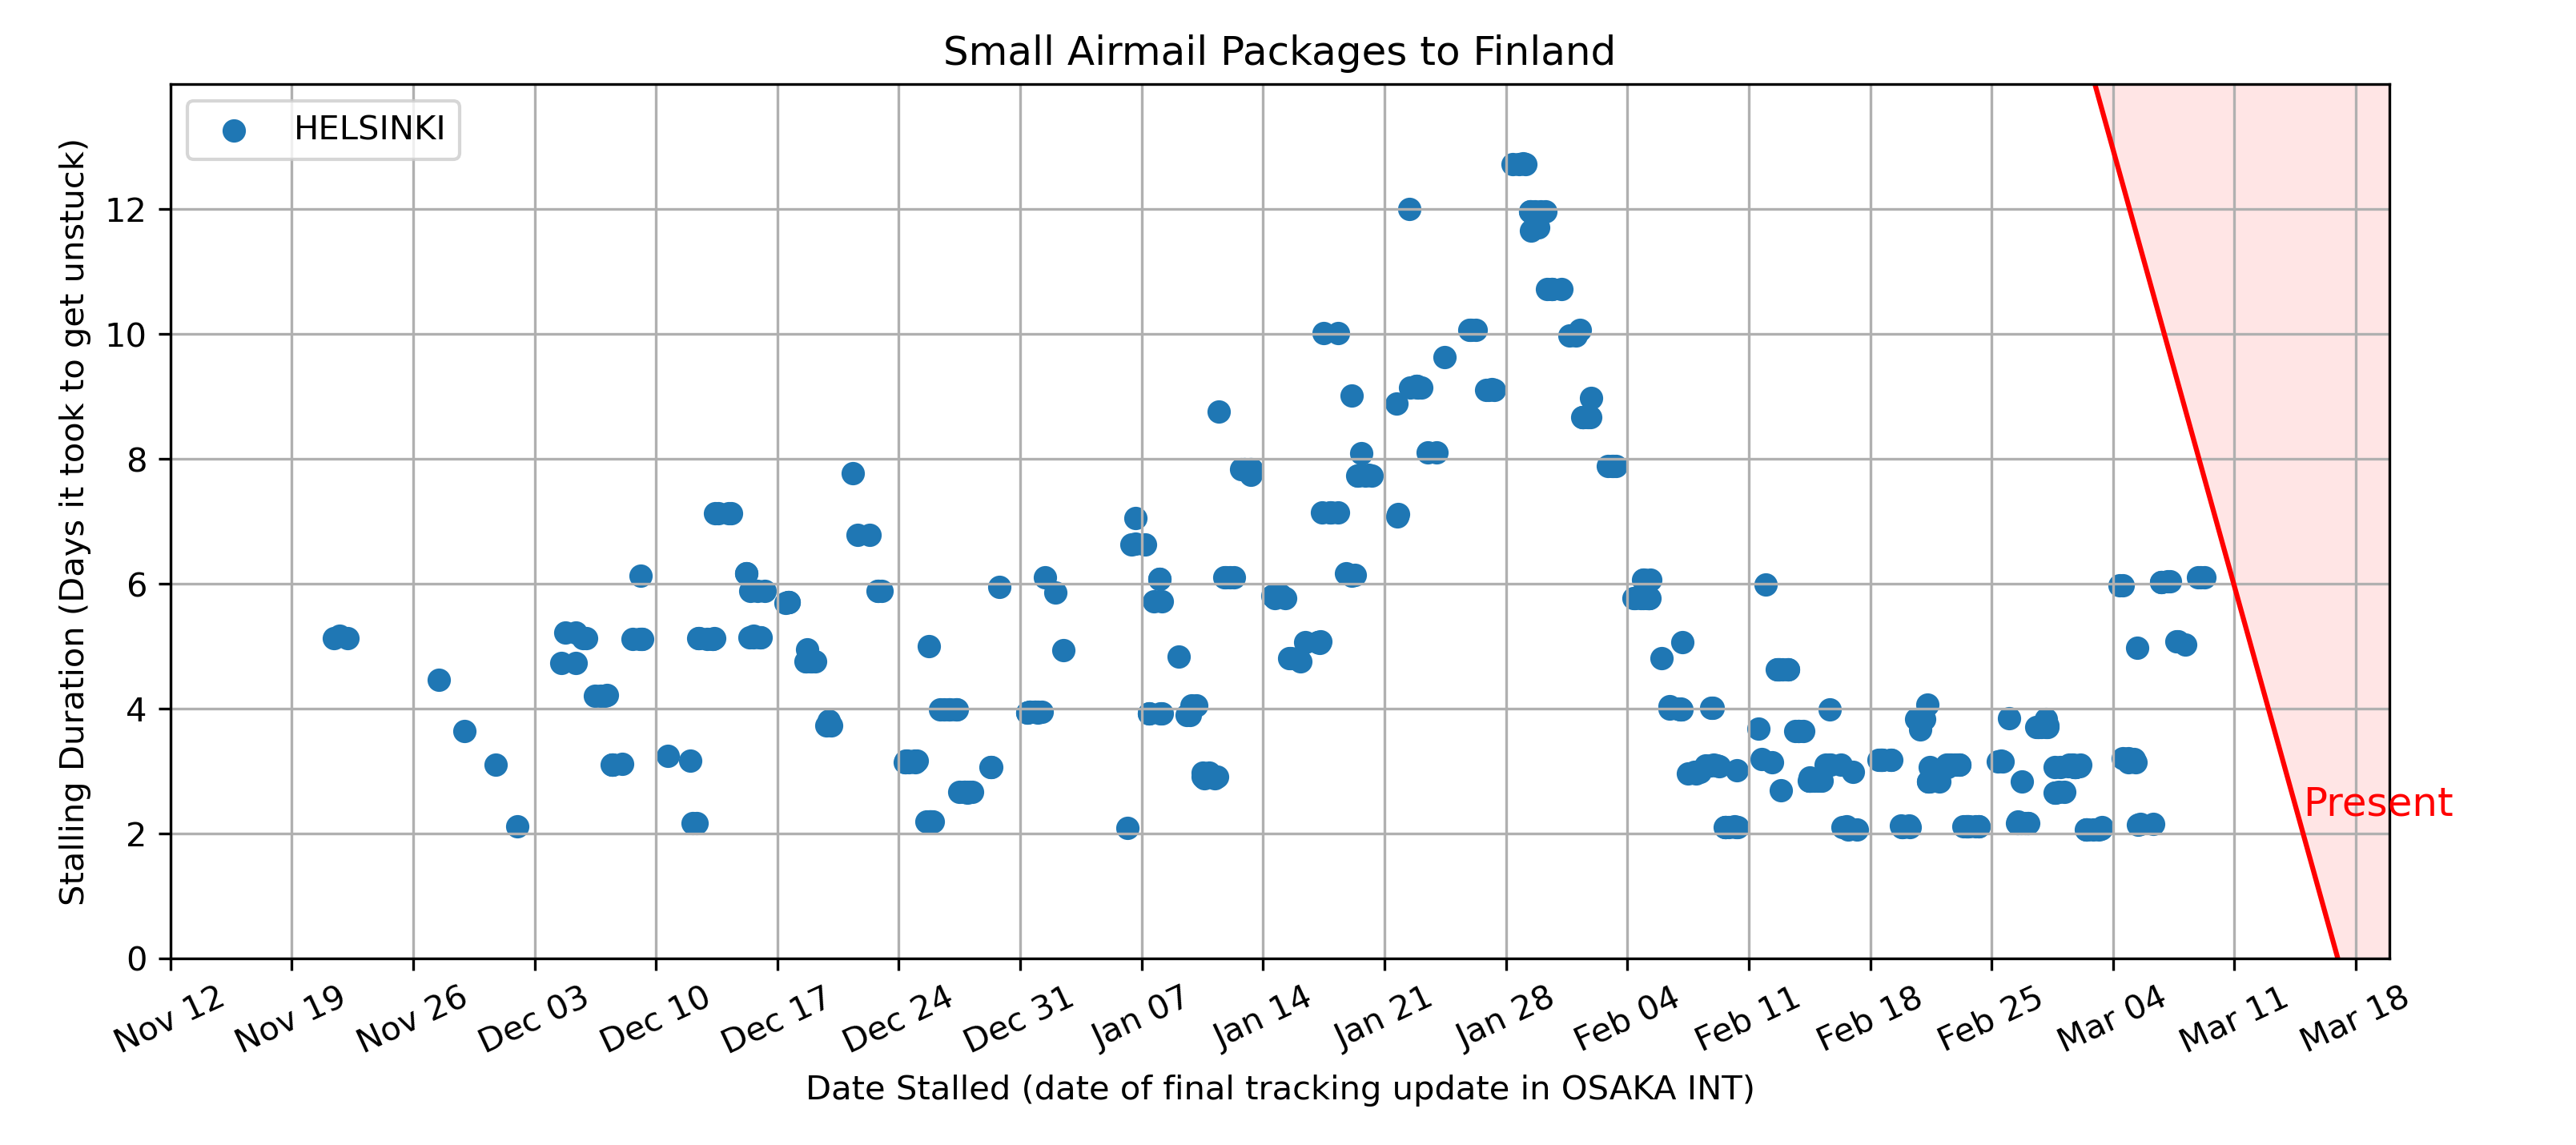 Small Airmail Packages to Finland
HELSINKI
Stalling Duration (Days it took to get unstuck)
12
10
8
6
4
2
0
Present
Nov 12
Nov 19
Nov 26
Dec 03
Dec 10
Dec 17
Dec 24
Dec 31
Jan 07
Jan 14
Jan 21
Jan 28
Feb 04
Feb 11
Feb 18
Feb 25
Mar 04
Mar 11
Mar 18
Date Stalled (date of final tracking update in OSAKA INT)